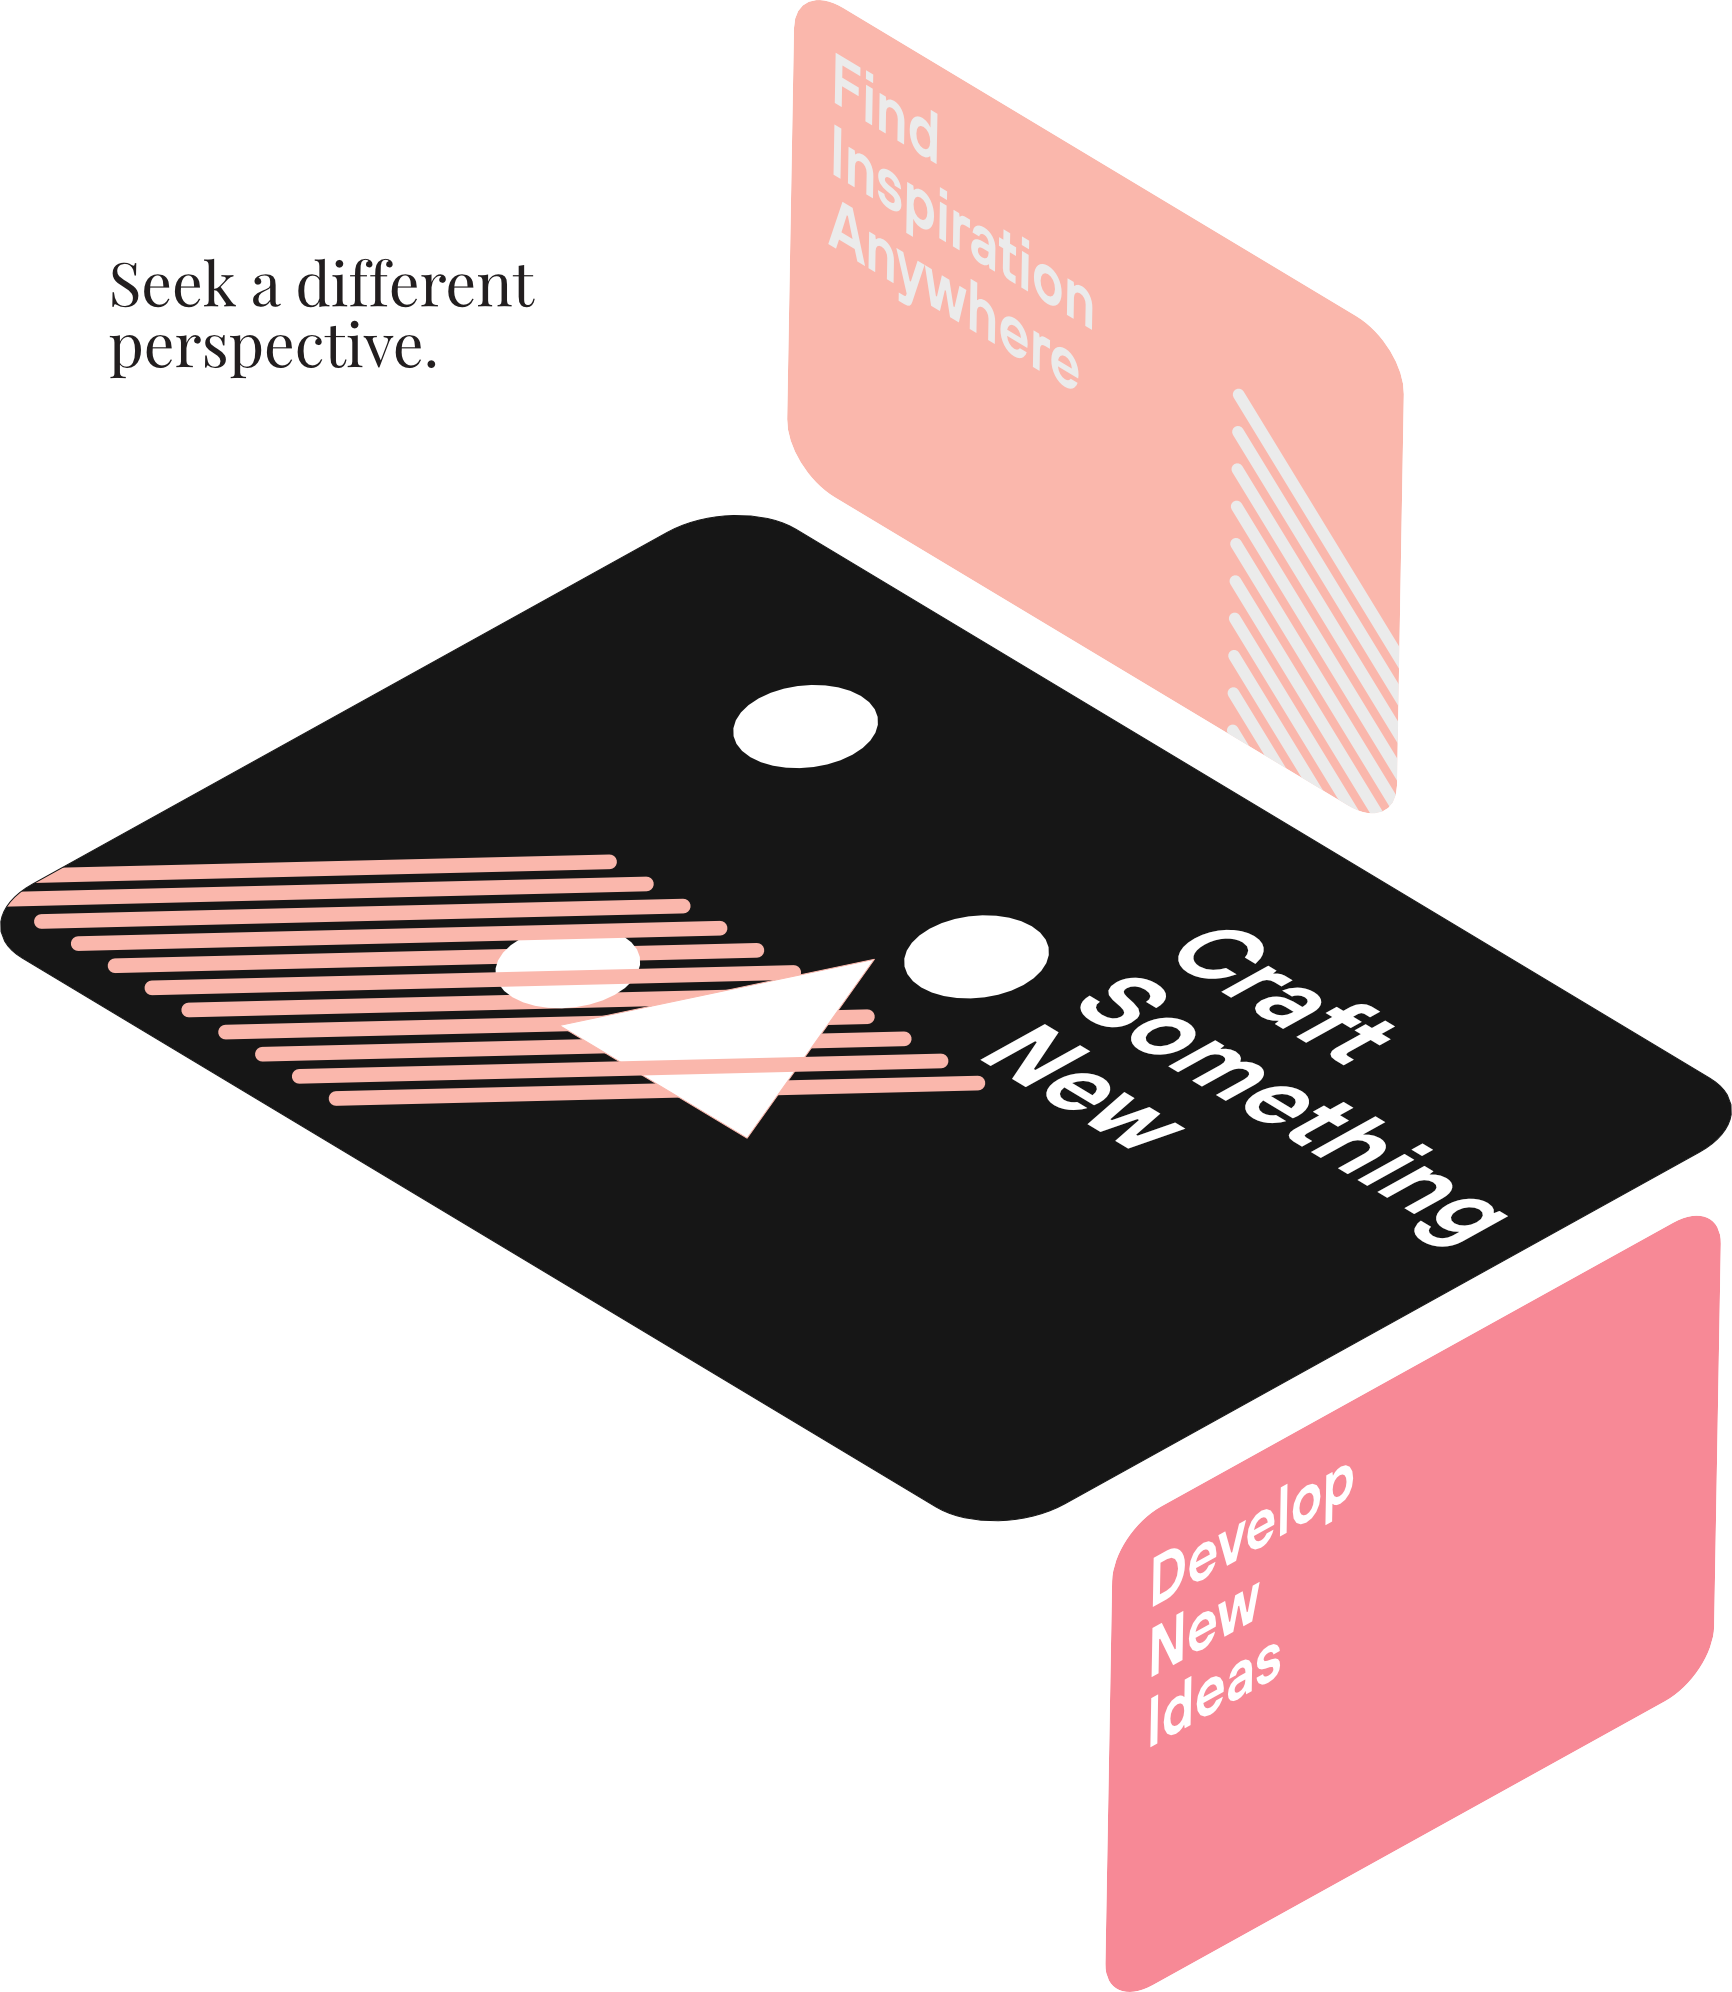 Find
Inspiration
Anywhere
Seek a different
perspective.
Craft
Something
New
Develop
New
Ideas